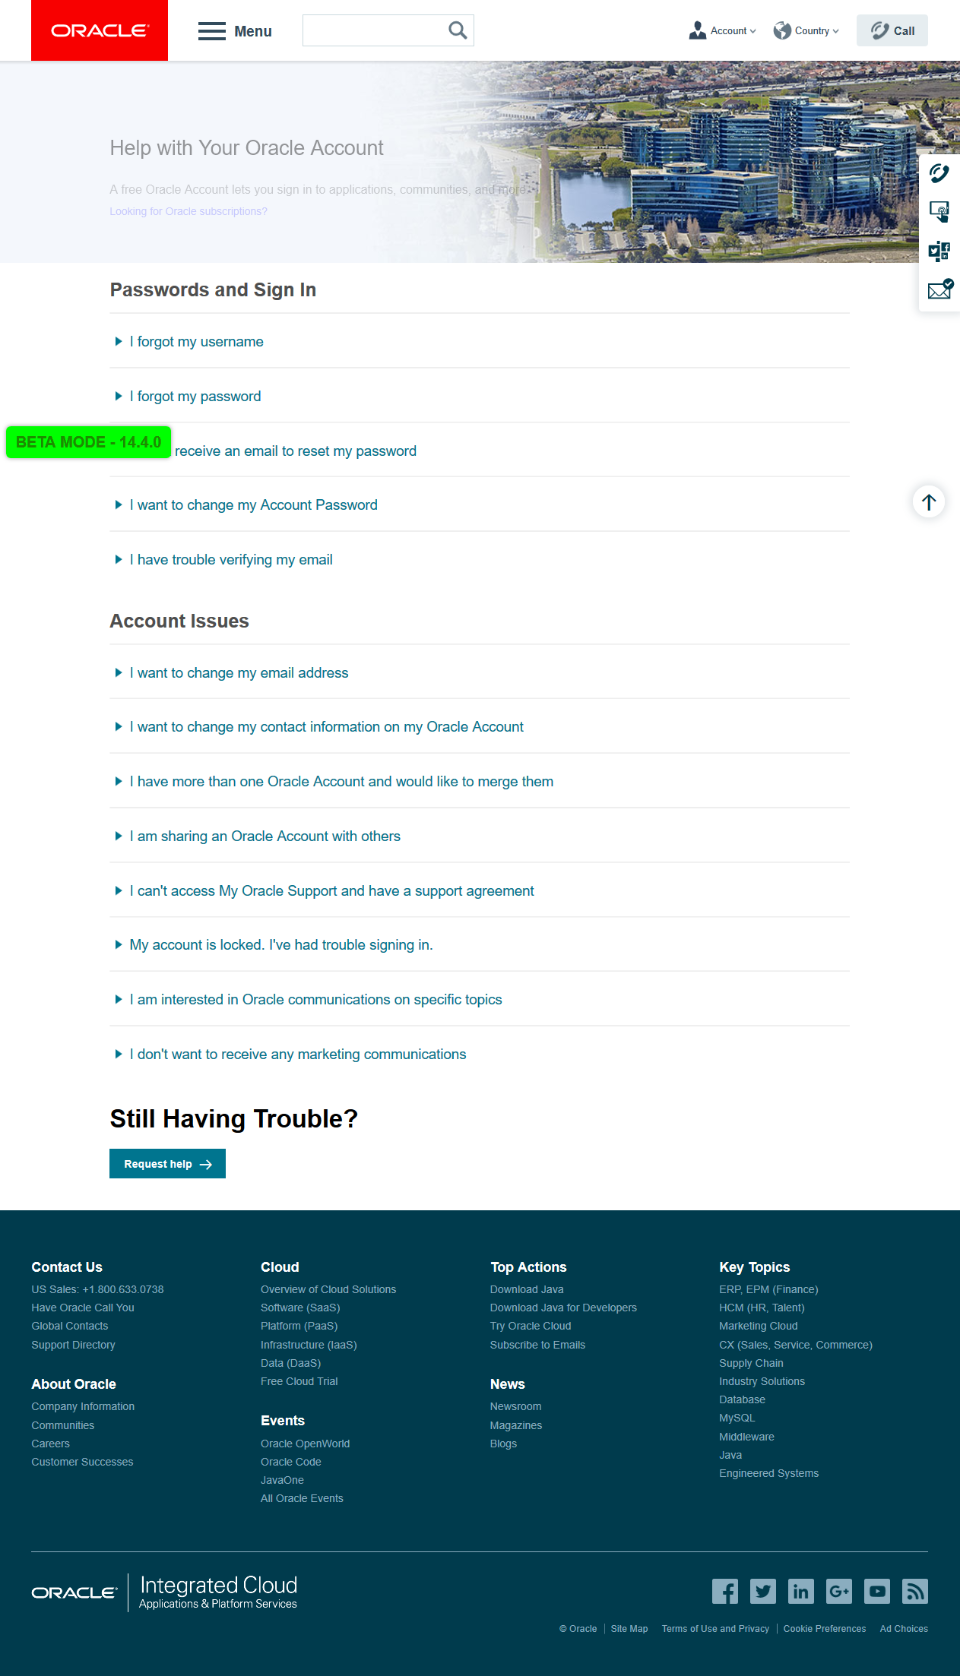 ORACLE
Menu
Account
Country
Call
Help with Your Oracle Account
A free Oracle Account lets you sign in to applications, communities, and more.
Looking for Oracle subscriptions?
Passwords and Sign In
I forgot my username
I forgot my password
BETA MODE - 14.4.0
receive an email to reset my password
I want to change my Account Password
I have trouble verifying my email
Account Issues
I want to change my email address
I want to change my contact information on my Oracle Account
I have more than one Oracle Account and would like to merge them
I am sharing an Oracle Account with others
I can't access My Oracle Support and have a support agreement
My account is locked. I've had trouble signing in.
I am interested in Oracle communications on specific topics
I don't want to receive any marketing communications
Still Having Trouble?
Request help
Contact Us
US Sales: +1.800.633.0738
Have Oracle Call You
Global Contacts
Support Directory
About Oracle
Company Information
Communities
Careers
Customer Successes
Cloud
Overview of Cloud Solutions
Software (SaaS)
Platform (PaaS)
Infrastructure (IaaS)
Data (DaaS)
Free Cloud Trial
Events
Oracle OpenWorld
Oracle Code
JavaOne
All Oracle Events
Top Actions
Download Java
Download Java for Developers
Try Oracle Cloud
Subscribe to Emails
News
Newsroom
Magazines
Blogs
Key Topics
ERP, EPM (Finance)
HCM (HR, Talent)
Marketing Cloud
CX (Sales, Service, Commerce)
Supply Chain
Industry Solutions
Database
MySQL
Middleware
Java
Engineered Systems
ORACLE
Integrated Cloud
Applications & Platform Services
© Oracle
Site Map
Terms of Use and Privacy
Cookie Preferences
Ad Choices